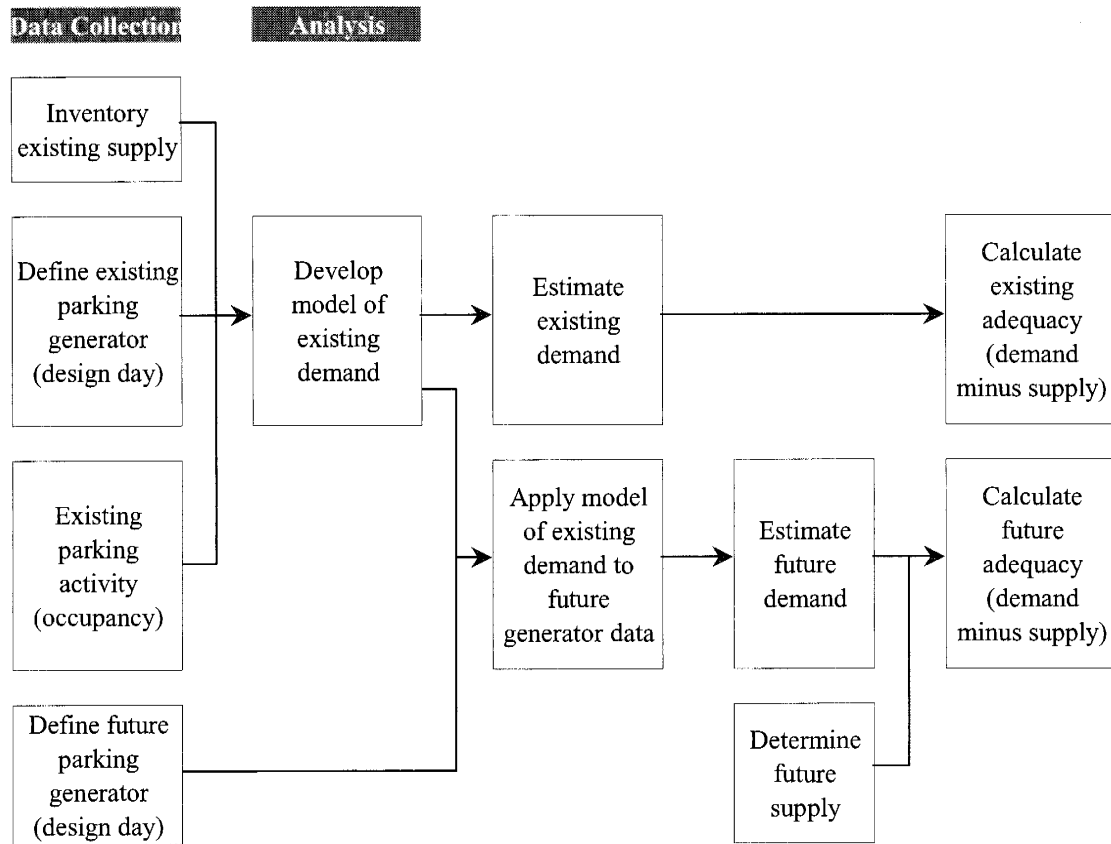 Data Collection
Analysis
Inventory
existing supply
Define existing
parking
generator
(design day)
Develop
model of
existing
demand
Estimate
existing
demand
Calculate
existing
adequacy
(demand
minus supply)
Existing
parking
activity
(occupancy)
Apply model
of existing
demand to
future
generator data
Estimate
future
demand
Calculate
future
adequacy
(demand
minus supply)
Define future
parking
generator
(design day)
Determine
future
supply